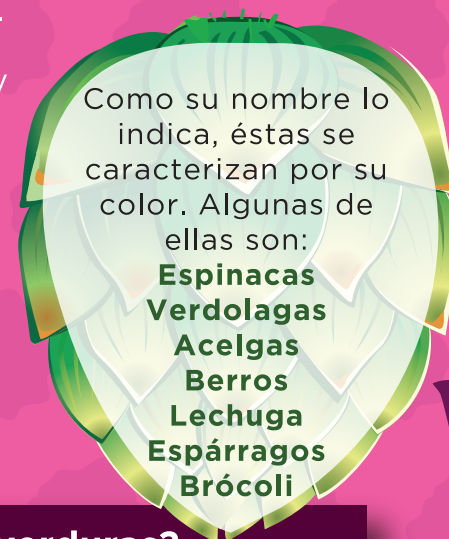 Como su nombre lo
indica, éstas se
caracterizan por su
color. Algunas de
ellas son:
Espinacas
Verdolagas
Acelgas
Berros
Lechuga
Espárragos
Brócoli
verduras?